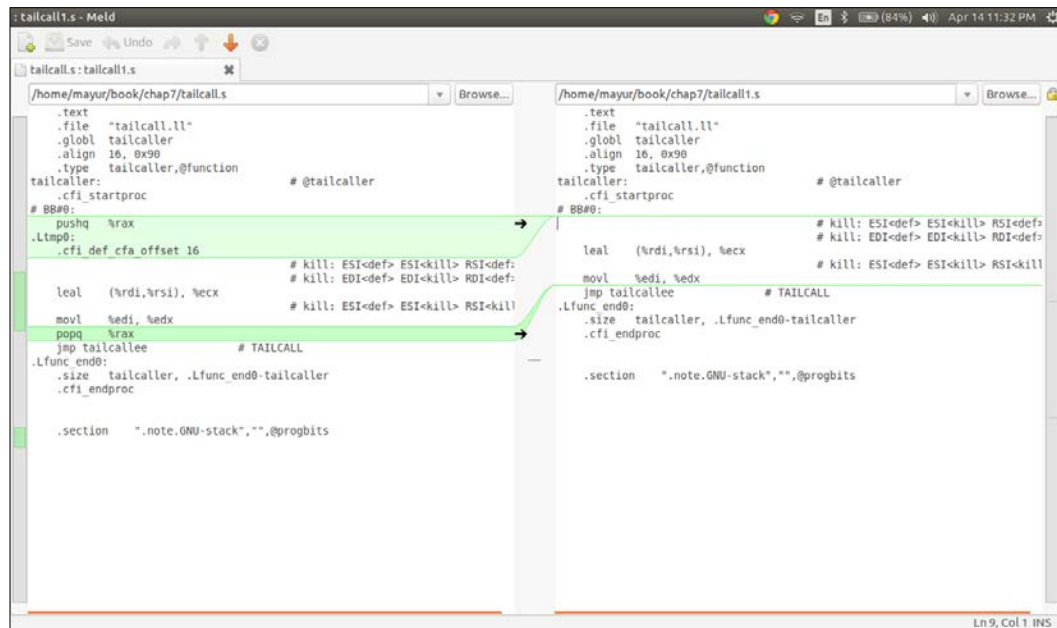 : tailcall1.s - Meld
En (84%) Apr 14 11:32 PM
Save Undo
tailcall.s : tailcall1.s
/home/mayur/book/chap7/tailcall.s Browse...
.text
.file "tailcall.ll"
.globl tailcaller
.align 16, 0x90
.type tailcaller,@function
tailcaller: # @tailcaller
.cfi_startproc
# BB#0:
pushq %rax
.Ltmp0:
.cfi_def_cfa_offset 16
# kill: ESI<def> ESI<kill> RSI<def>
# kill: EDI<def> EDI<kill> RDI<def>
leal (%rdi,%rsi), %ecx
# kill: ESI<def> ESI<kill> RSI<kill
movl %edi, %edx
popq %rax
jmp tailcallee # TAILCALL
.Lfunc_end0:
.size tailcaller, .Lfunc_end0-tailcaller
.cfi_endproc
.section ".note.GNU-stack","",@progbits
/home/mayur/book/chap7/tailcall1.s Browse...
.text
.file "tailcall.ll"
.globl tailcaller
.align 16, 0x90
.type tailcaller,@function
tailcaller: # @tailcaller
.cfi_startproc
# BB#0:
# kill: ESI<def> ESI<kill> RSI<def>
# kill: EDI<def> EDI<kill> RDI<def>
leal (%rdi,%rsi), %ecx
# kill: ESI<def> ESI<kill> RSI<kill
movl %edi, %edx
jmp tailcallee # TAILCALL
.Lfunc_end0:
.size tailcaller, .Lfunc_end0-tailcaller
.cfi_endproc
.section ".note.GNU-stack","",@progbits
Ln 9, Col 1 INS